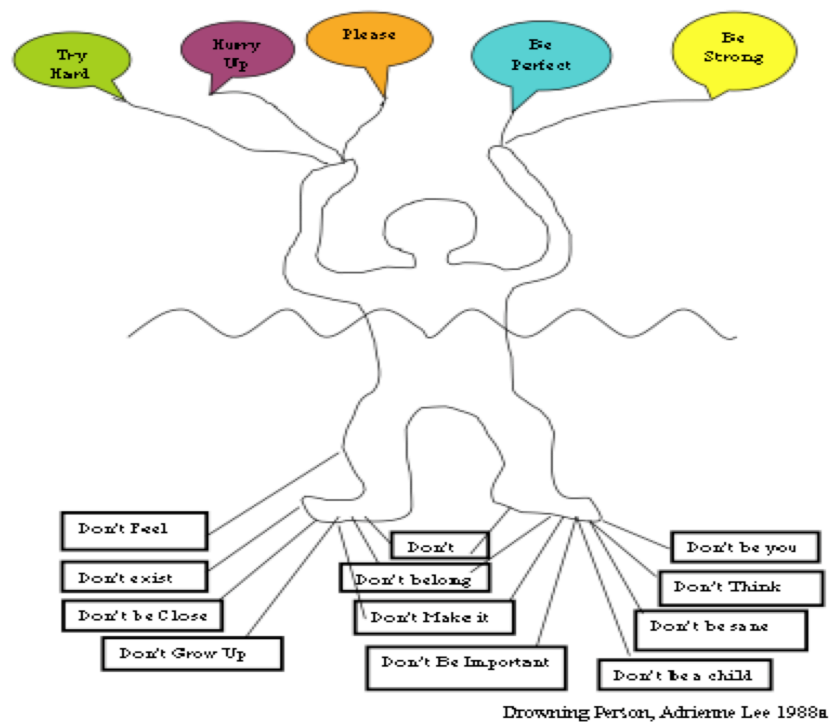 Try
Hard
Hurry
Up
Please
Be
Perfect
Be
Strong
Don't Feel
Don't
Don't be you
Don't exist
Don't belong
Don't Think
Don't be Close
Don't Make it
Don't be sane
Don't Grow Up
Don't Be Important
Don't be a child
Drowning Person, Adrienne Lee 1988a